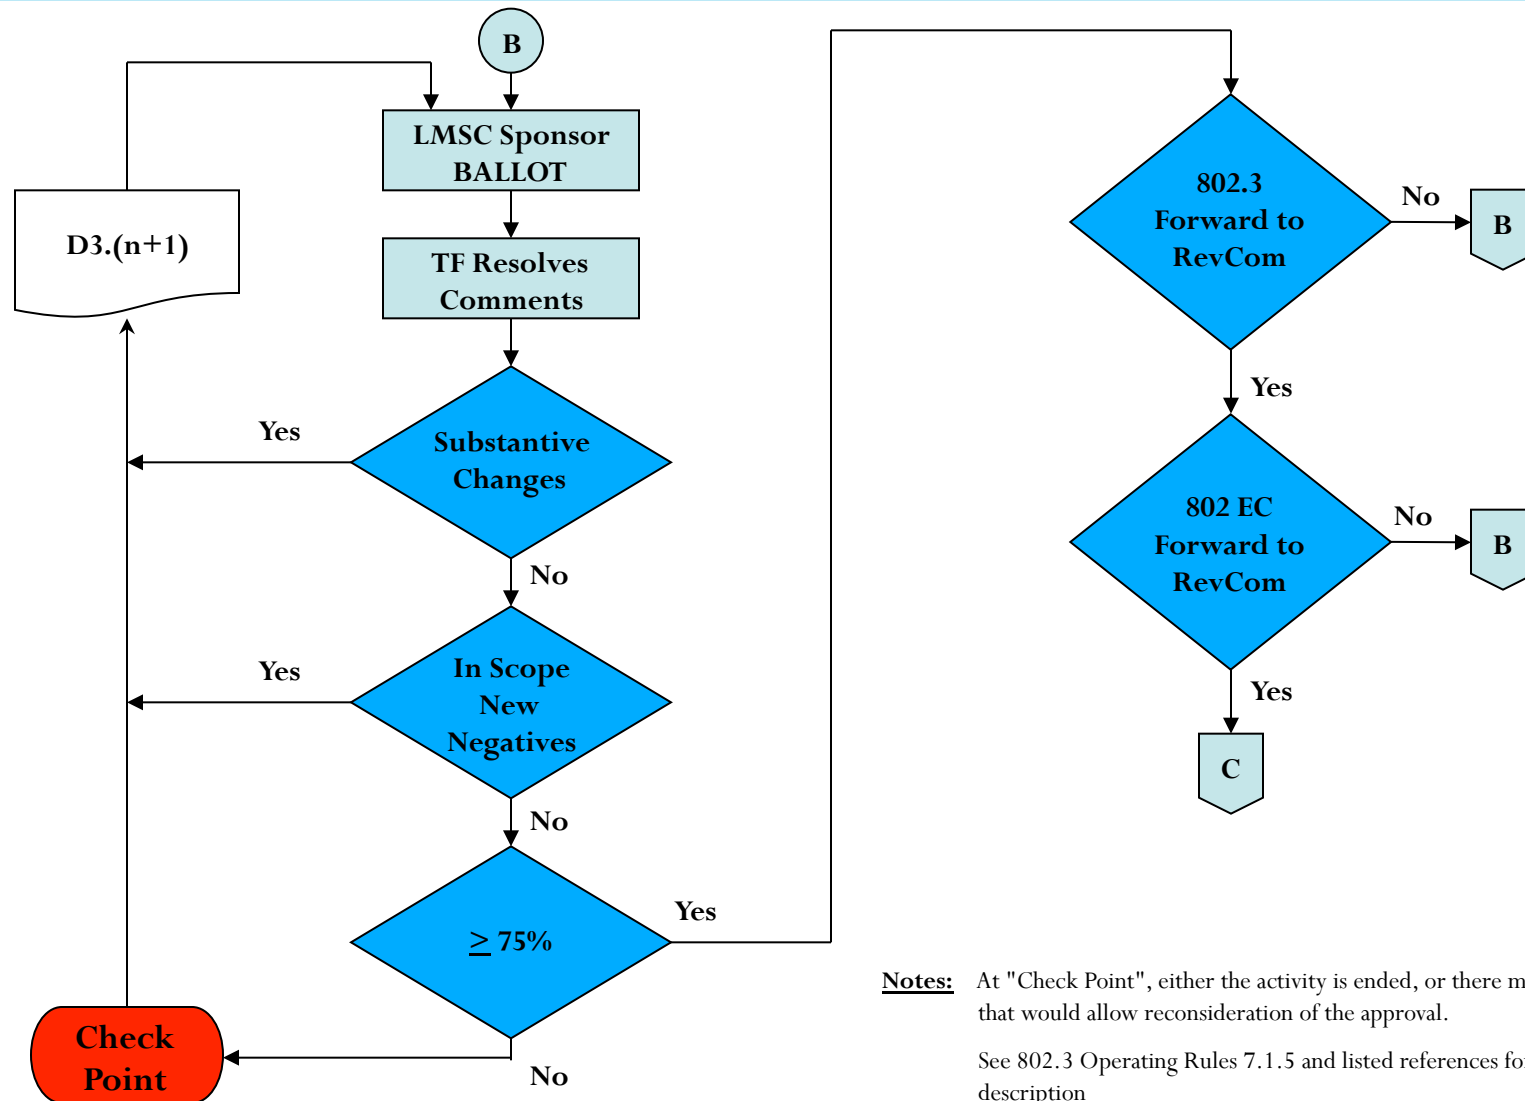 B
LMSC Sponsor
BALLOT
D3.(n+1)
TF Resolves
Comments
Yes
Substantive
Changes
No
Yes
In Scope
New
Negatives
No
Yes
≥ 75%
Check
Point
No
802.3
Forward to
RevCom
No
B
Yes
802 EC
Forward to
RevCom
No
B
Yes
C
Notes: At "Check Point", either the activity is ended, or there
that would allow reconsideration of the approval.
See 802.3 Operating Rules 7.1.5 and listed references
description